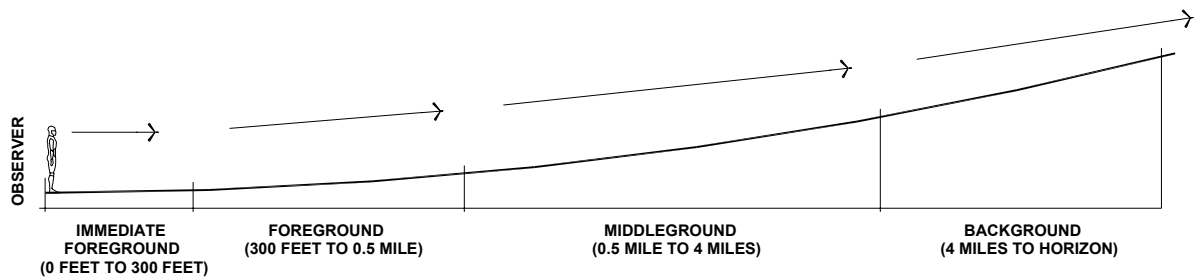 OBSERVER
IMMEDIATE
FOREGROUND
(0 FEET TO 300 FEET)
FOREGROUND
(300 FEET TO 0.5 MILE)
MIDDLEGROUND
(0.5 MILE TO 4 MILES)
BACKGROUND
(4 MILES TO HORIZON)